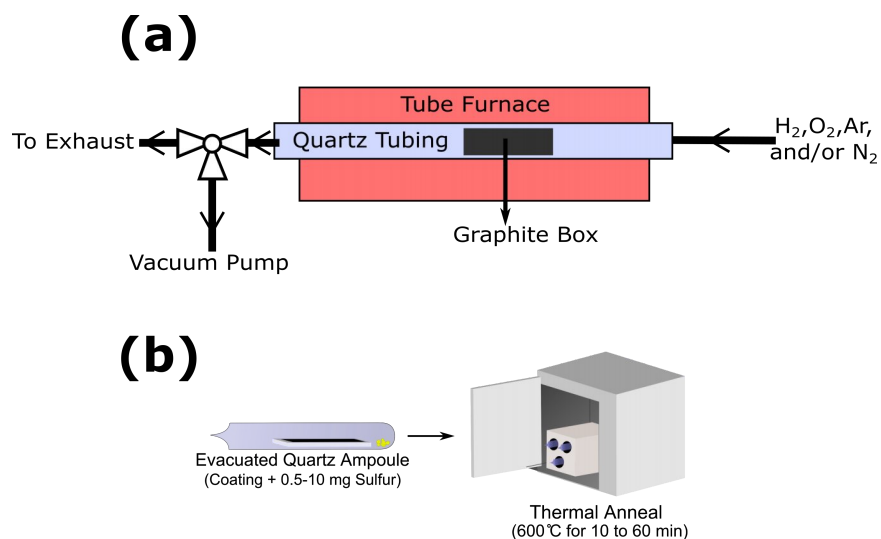 (a)
Tube Furnace
To Exhaust
Quartz Tubing
H₂,O₂,Ar,
and/or N₂
Graphite Box
Vacuum Pump
(b)
Evacuated Quartz Ampoule
(Coating + 0.5-10 mg Sulfur)
Thermal Anneal
(600℃ for 10 to 60 min)